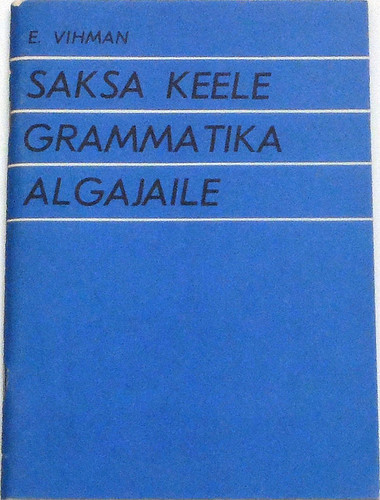 E. VIHMAN
SAKSA KEELE
GRAMMATIKA
ALGAJAILE